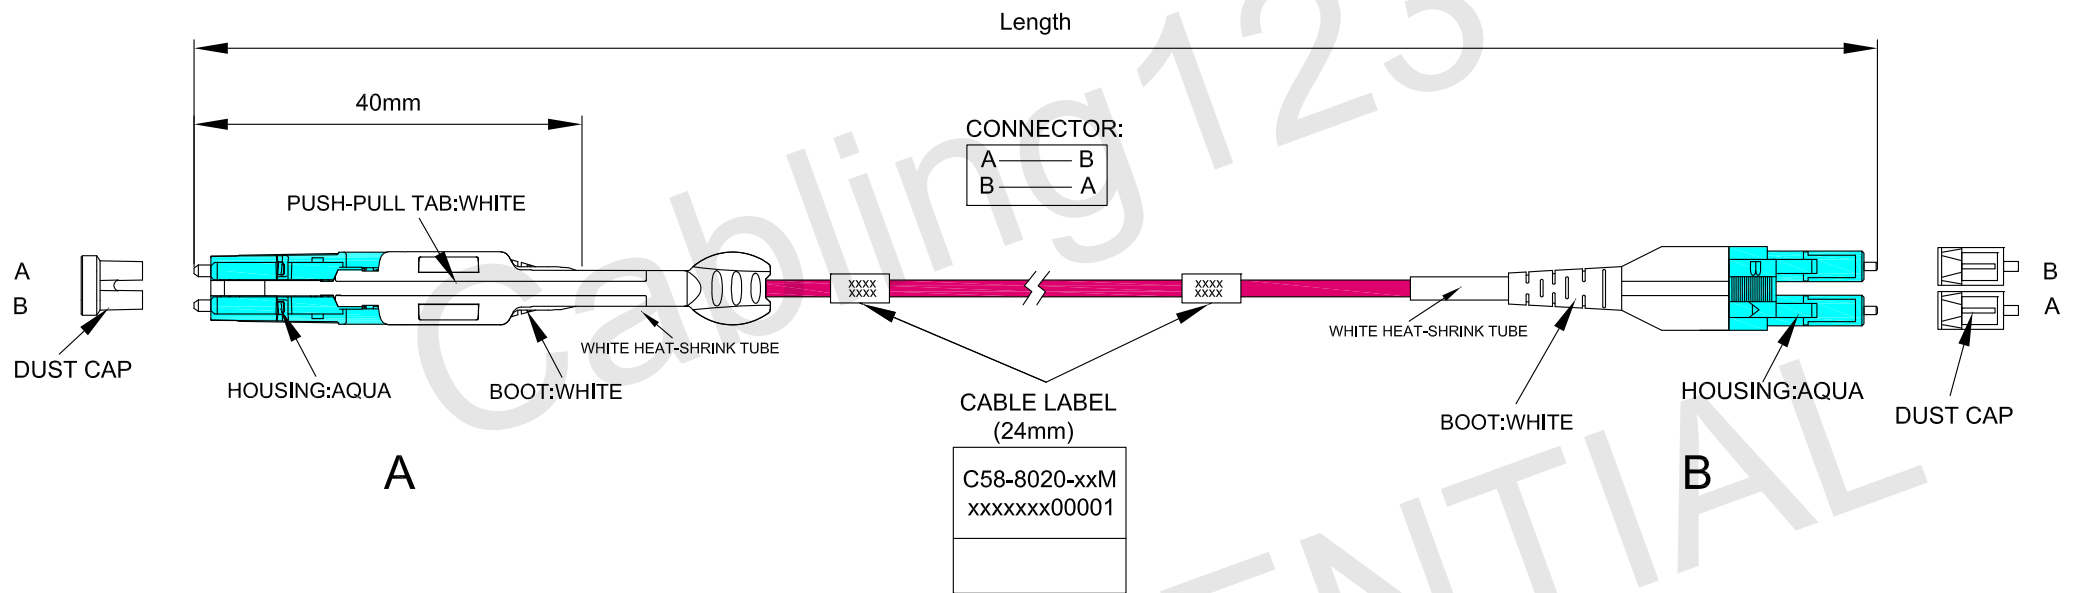 Length
40mm
CONNECTOR:
A B
B A
PUSH-PULL TAB:WHITE
A
B
DUST CAP
HOUSING:AQUA
BOOT:WHITE
WHITE HEAT-SHRINK TUBE
XXXX
XXXX
XXXX
XXXX
CABLE LABEL
(24mm)
C58-8020-xxM
xxxxxxx00001
WHITE HEAT-SHRINK TUBE
BOOT:WHITE
B
A
HOUSING:AQUA
B
A
DUST CAP
A
B
Cabling123
ENTIAL